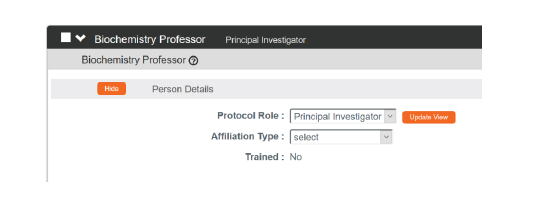 Biochemistry Professor Principal Investigator
Biochemistry Professor ?
Hide Person Details
Protocol Role : Principal Investigator Update View
Affiliation Type : select
Trained : No